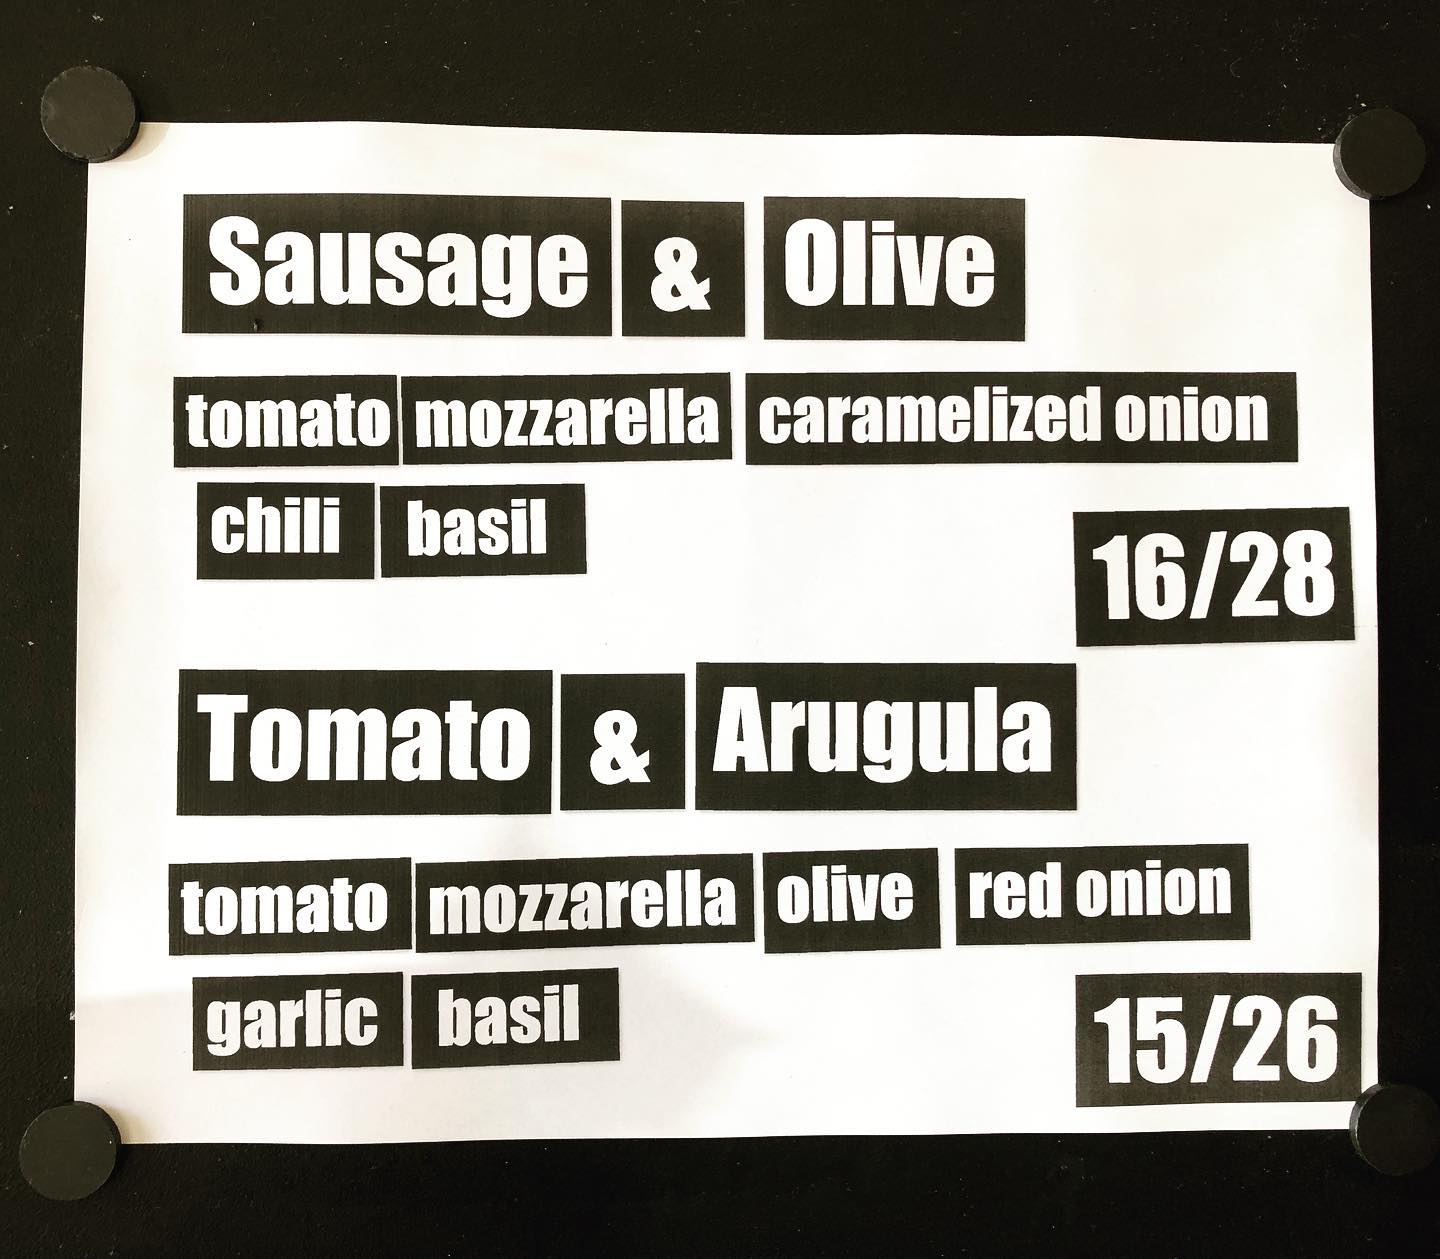 Sausage & Olive
tomato mozzarella caramelized onion
chili basil
16/28
Tomato & Arugula
tomato mozzarella olive red onion
garlic basil
15/26